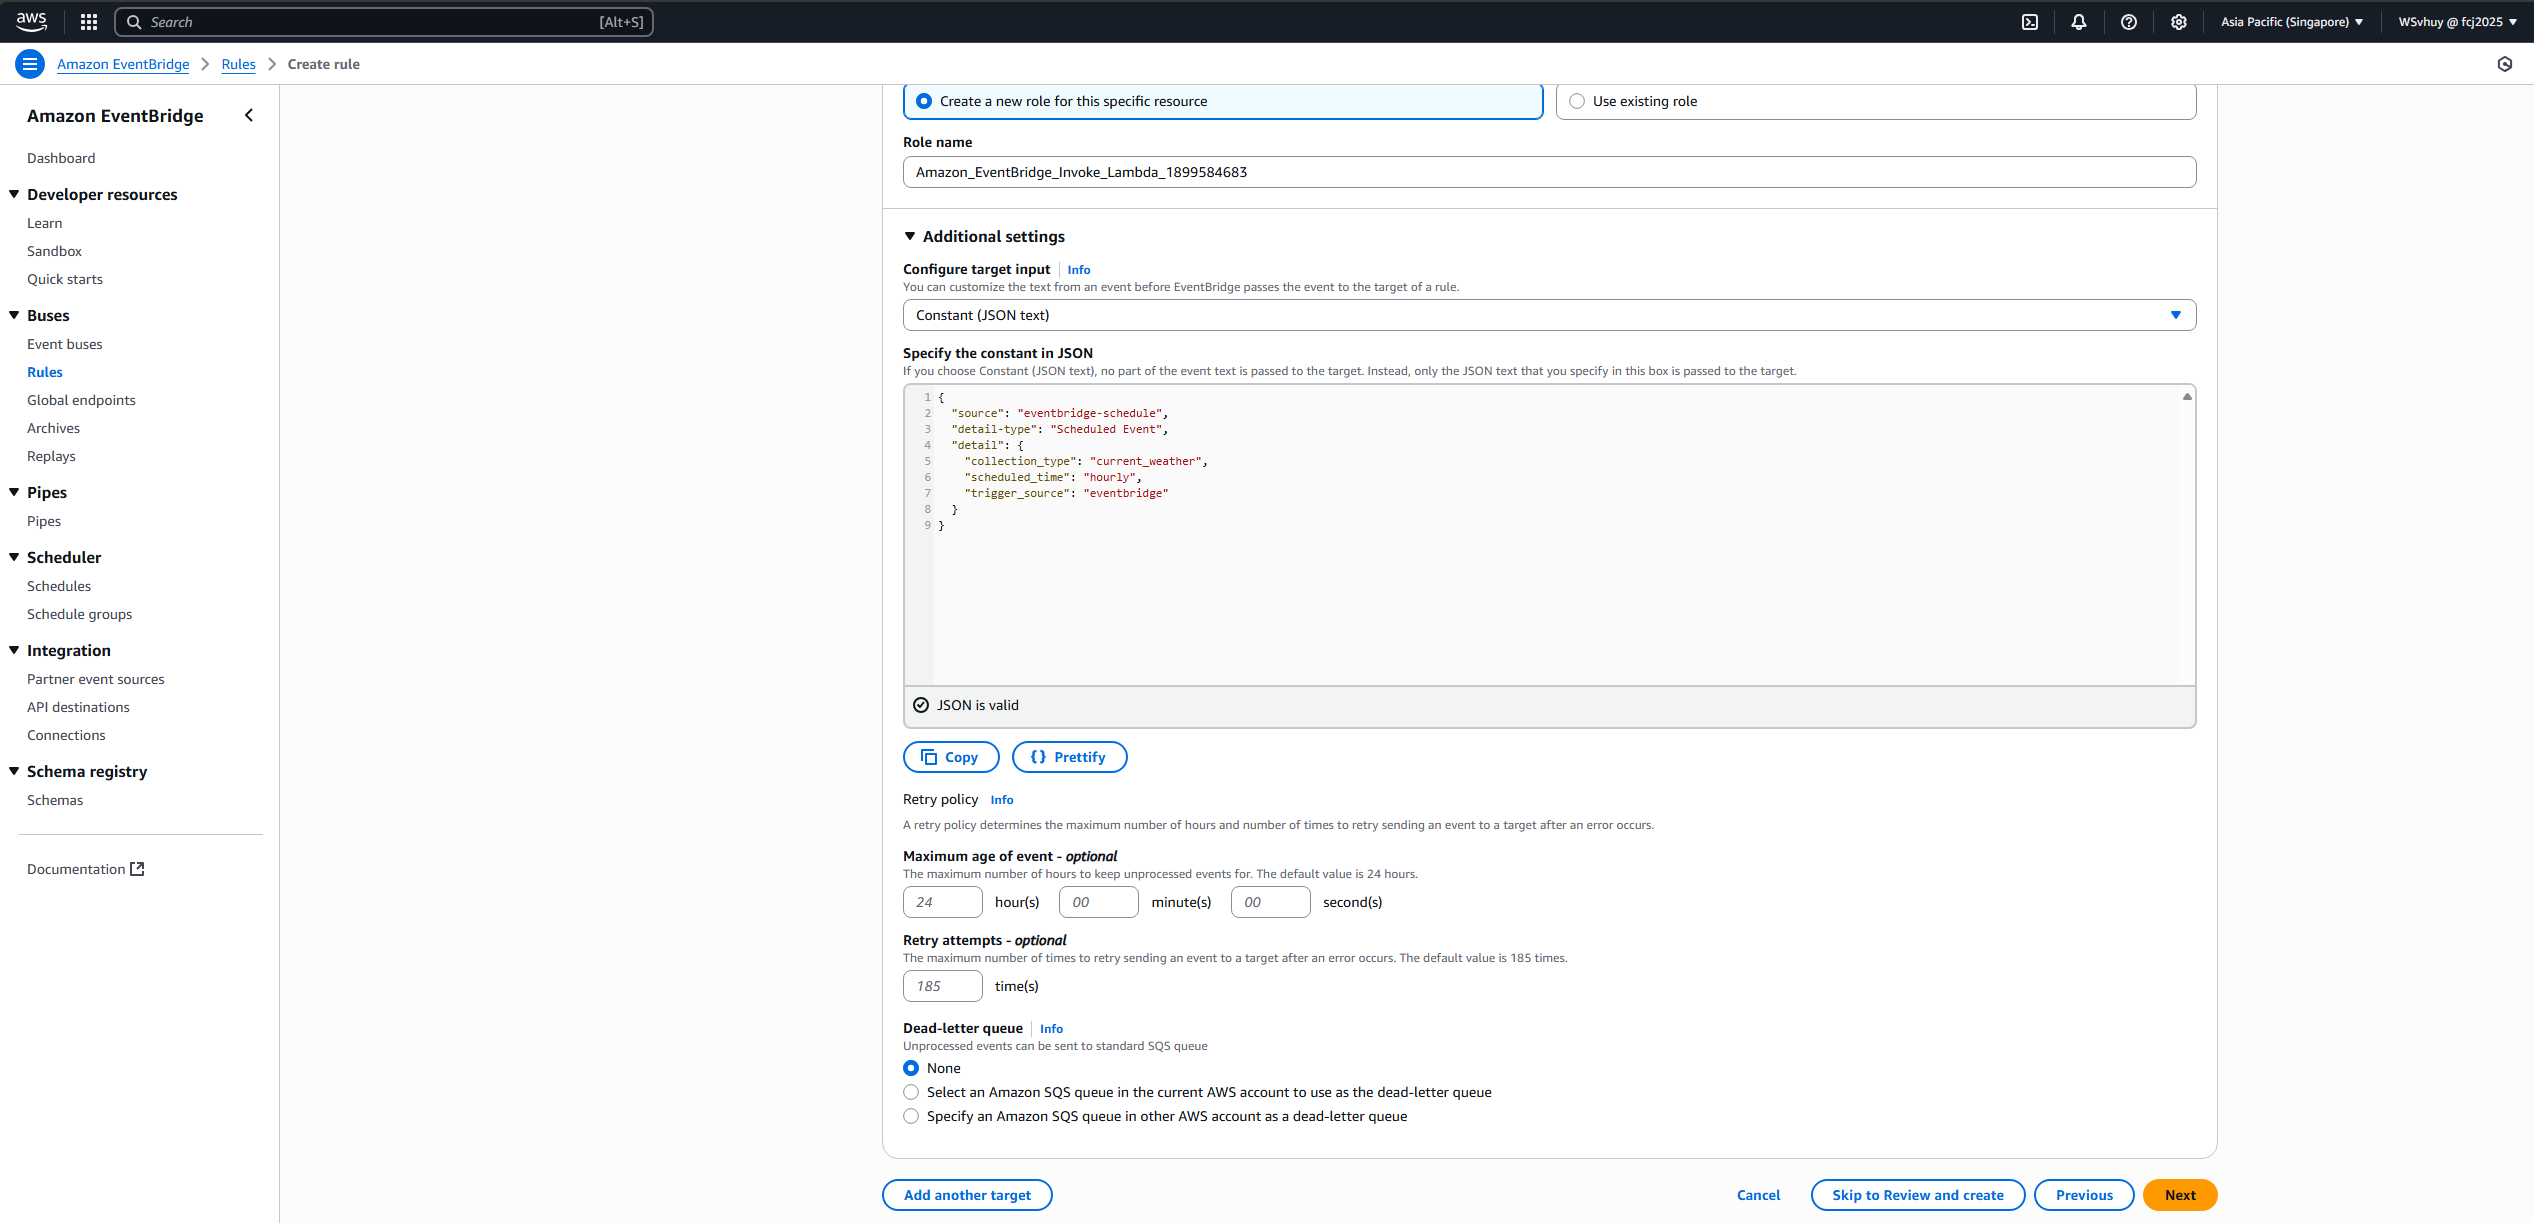 aws
Search [Alt+S]
Asia Pacific (Singapore)
WSvhuy @ fcj2025
Amazon EventBridge
Rules
Create rule
Amazon EventBridge
Dashboard
Developer resources
Learn
Sandbox
Quick starts
Buses
Event buses
Rules
Global endpoints
Archives
Replays
Pipes
Pipes
Scheduler
Schedules
Schedule groups
Integration
Partner event sources
API destinations
Connections
Schema registry
Schemas
Documentation
Create a new role for this specific resource
Use existing role
Role name
Amazon_EventBridge_Invoke_Lambda_1899584683
Additional settings
Configure target input Info
You can customize the text from an event before EventBridge passes the event to the target of a rule.
Constant (JSON text)
Specify the constant in JSON
If you choose Constant (JSON text), no part of the event text is passed to the target. Instead, only the JSON text that you specify in this box is passed to the target.
1 {
2 "source": "eventbridge-schedule",
3 "detail-type": "Scheduled Event",
4 "detail": {
5 "collection_type": "current_weather",
6 "scheduled_time": "hourly",
7 "trigger_source": "eventbridge"
8 }
9 }
JSON is valid
Copy
{} Prettify
Retry policy Info
A retry policy determines the maximum number of hours and number of times to retry sending an event to a target after an error occurs.
Maximum age of event - optional
The maximum number of hours to keep unprocessed events for. The default value is 24 hours.
24 hour(s) 00 minute(s) 00 second(s)
Retry attempts - optional
The maximum number of times to retry sending an event to a target after an error occurs. The default value is 185 times.
185 time(s)
Dead-letter queue Info
Unprocessed events can be sent to standard SQS queue
None
Select an Amazon SQS queue in the current AWS account to use as the dead-letter queue
Specify an Amazon SQS queue in other AWS account as a dead-letter queue
Add another target
Cancel
Skip to Review and create
Previous
Next